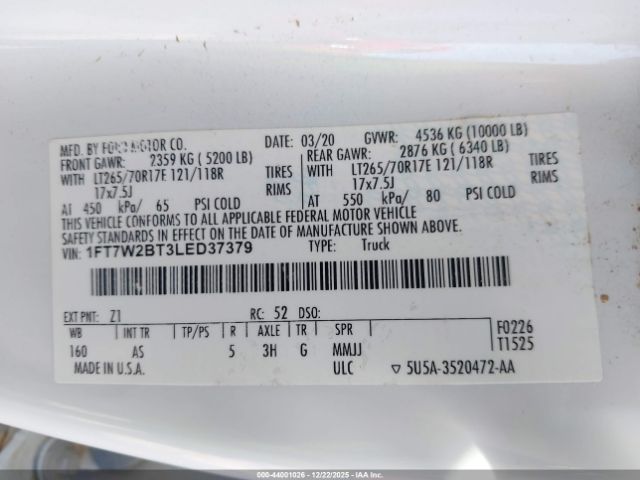 MFD. BY FORD MOTOR CO. DATE: 03/20 GVWR: 4536 KG (10000 LB)
FRONT GAWR: 2359 KG ( 5200 LB) REAR GAWR: 2876 KG ( 6340 LB)
WITH LT265/70R17E 121/118R TIRES WITH LT265/70R17E 121/118R TIRES
17x7.5J RIMS 17x7.5J RIMS
AT 450 kPa/ 65 PSI COLD AT 550 kPa/ 80 PSI COLD
THIS VEHICLE CONFORMS TO ALL APPLICABLE FEDERAL MOTOR VEHICLE
SAFETY STANDARDS IN EFFECT ON THE DATE OF MANUFACTURE SHOWN ABOVE.
VIN: 1FT7W2BT3LED37379 TYPE: Truck
EXT PNT: Z1 RC: 52 DSO:
WB INT TR TP/PS R AXLE TR SPR F0226
160 AS 5 3H G MMJJ T1525
MADE IN U.S.A. ULC ▽ 5U5A-3520472-AA
000-44001026 - 12/22/2025 - IAAI.COM